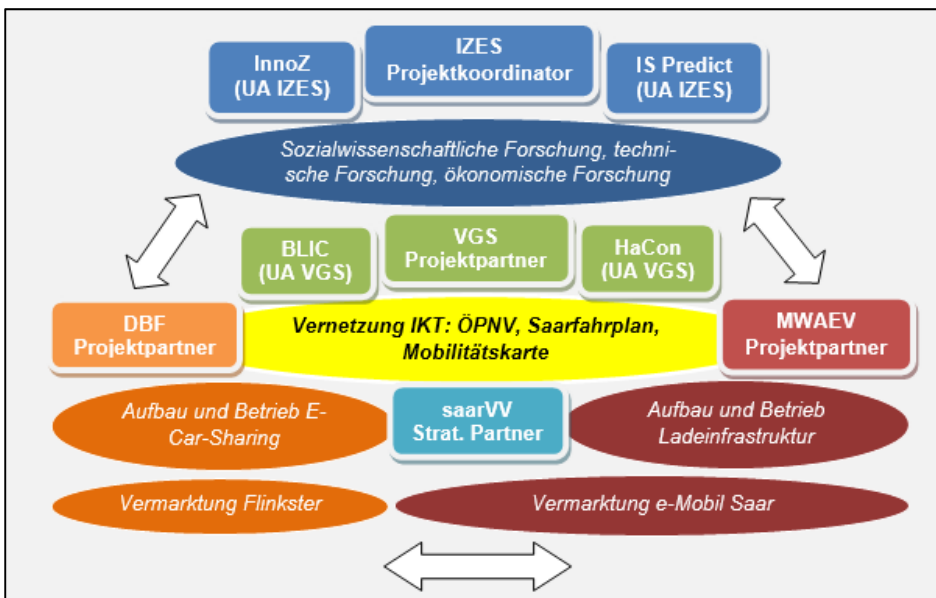 InnoZ
(UA IZES)
IZES
Projektkoordinator
IS Predict
(UA IZES)
Sozialwissenschaftliche Forschung, techni-
sche Forschung, ökonomische Forschung
BLIC
(UA VGS)
VGS
Projektpartner
HaCon
(UA VGS)
DBF
Projektpartner
Vernetzung IKT: ÖPNV, Saarfahrplan,
Mobilitätskarte
MWAEV
Projektpartner
Aufbau und Betrieb E-
Car-Sharing
saarVV
Strat. Partner
Aufbau und Betrieb
Ladeinfrastruktur
Vermarktung Flinkster
Vermarktung e-Mobil Saar